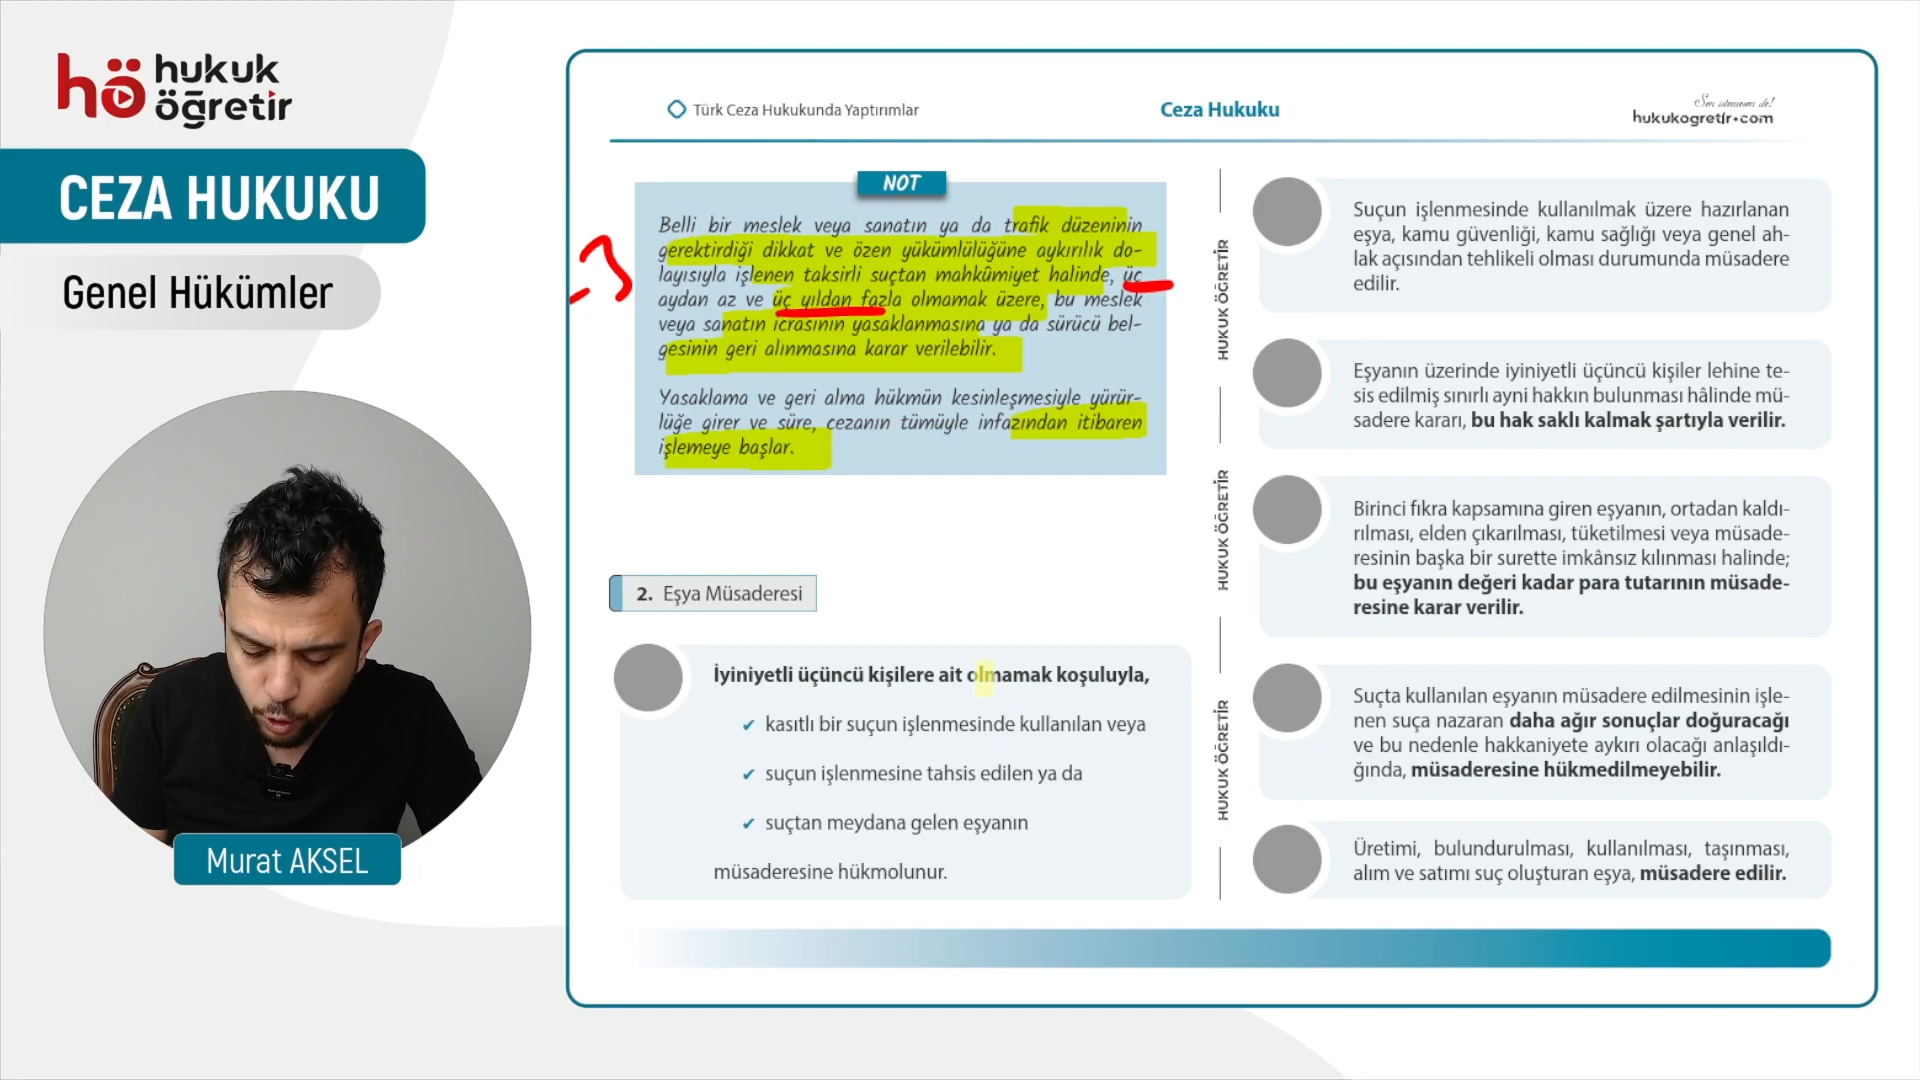 hö hukuk
öğretir
CEZA HUKUKU
Genel Hükümler
Murat AKSEL
Türk Ceza Hukukunda Yaptırımlar
Ceza Hukuku
Sen istemesen de!
hukukogretir.com
NOT
Belli bir meslek veya sanatın ya da trafik düzeninin
gerektirdiği dikkat ve özen yükümlülüğüne aykırılık do-
layısıyla işlenen taksirli suçtan mahkûmiyet halinde, üç
aydan az ve üç yıldan fazla olmamak üzere, bu meslek
veya sanatın icrasının yasaklanmasına ya da sürücü bel-
gesinin geri alınmasına karar verilebilir.
Yasaklama ve geri alma hükmün kesinleşmesiyle yürür-
lüğe girer ve süre, cezanın tümüyle infazından itibaren
işlemeye başlar.
2. Eşya Müsaderesi
İyiniyetli üçüncü kişilere ait olmamak koşuluyla,
✔ kasıtlı bir suçun işlenmesinde kullanılan veya
✔ suçun işlenmesine tahsis edilen ya da
✔ suçtan meydana gelen eşyanın
müsaderesine hükmolunur.
HUKUK ÖĞRETİR
HUKUK ÖĞRETİR
HUKUK ÖĞRETİR
Suçun işlenmesinde kullanılmak üzere hazırlanan
eşya, kamu güvenliği, kamu sağlığı veya genel ah-
lak açısından tehlikeli olması durumunda müsadere
edilir.
Eşyanın üzerinde iyiniyetli üçüncü kişiler lehine te-
sis edilmiş sınırlı ayni hakkın bulunması hâlinde mü-
sadere kararı, bu hak saklı kalmak şartıyla verilir.
Birinci fıkra kapsamına giren eşyanın, ortadan kaldı-
rılması, elden çıkarılması, tüketilmesi veya müsade-
resinin başka bir surette imkânsız kılınması halinde;
bu eşyanın değeri kadar para tutarının müsade-
resine karar verilir.
Suçta kullanılan eşyanın müsadere edilmesinin işle-
nen suça nazaran daha ağır sonuçlar doğuracağı
ve bu nedenle hakkaniyete aykırı olacağı anlaşıldı-
ğında, müsaderesine hükmedilmeyebilir.
Üretimi, bulundurulması, kullanılması, taşınması,
alım ve satımı suç oluşturan eşya, müsadere edilir.